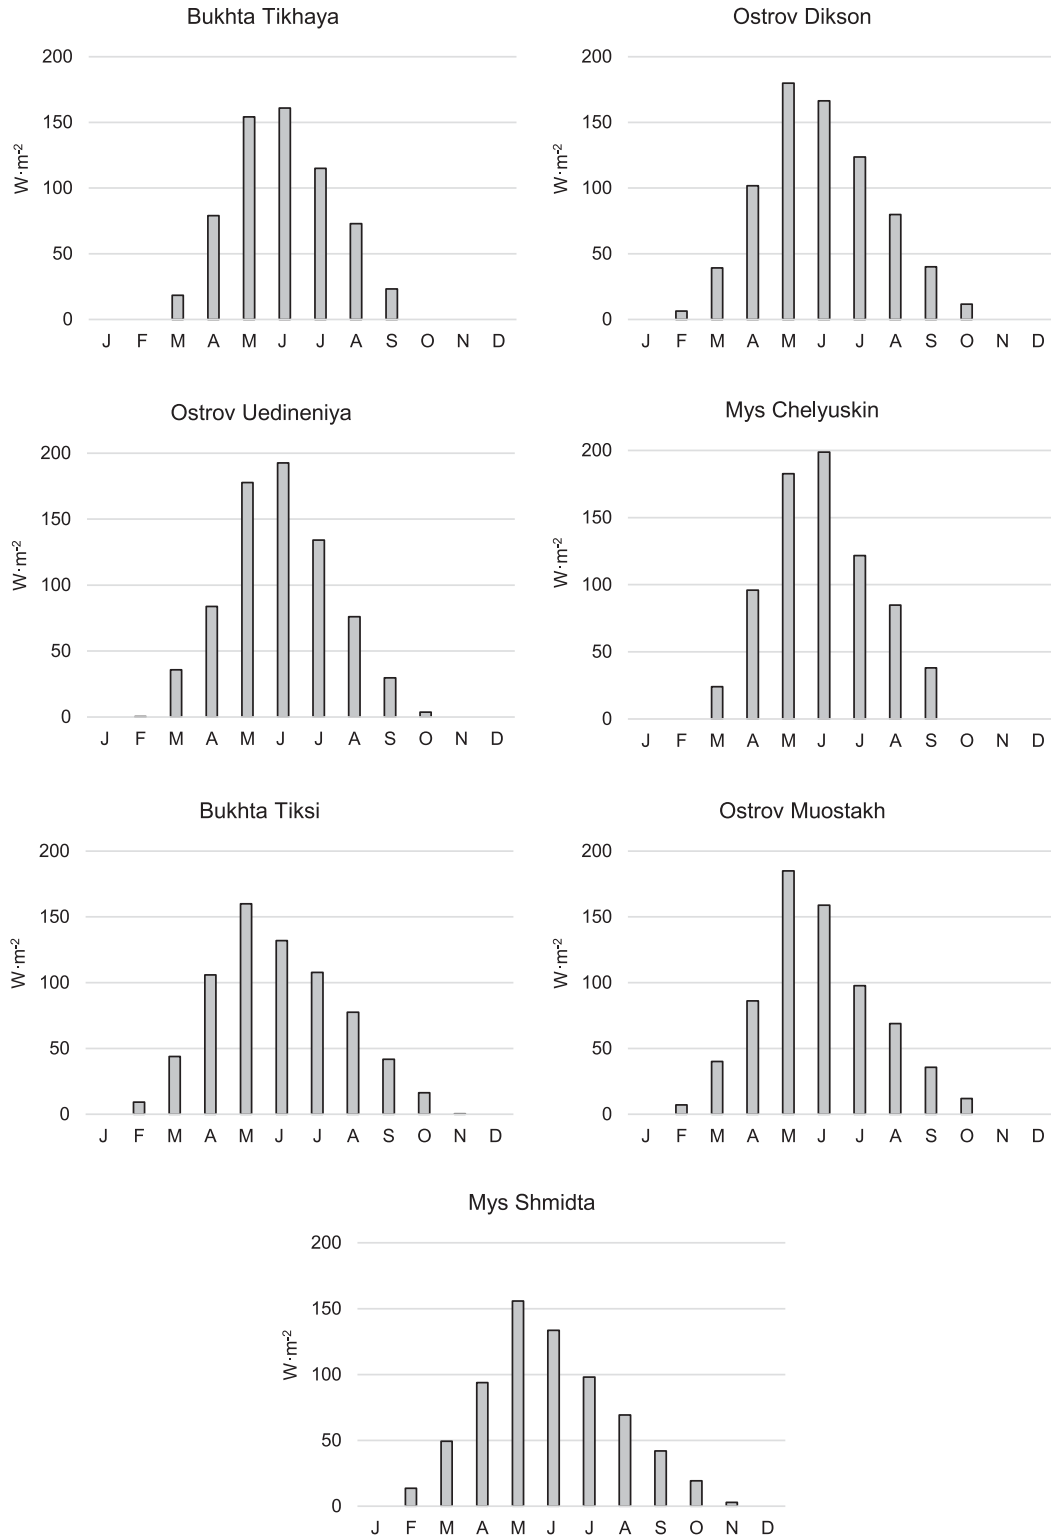 Bukhta Tikhaya
200
150
100
50
0
W·m-2
J F M A M J J A S O N D
Ostrov Dikson
200
150
100
50
0
W·m-2
J F M A M J J A S O N D
Ostrov Uedineniya
200
150
100
50
0
W·m-2
J F M A M J J A S O N D
Mys Chelyuskin
200
150
100
50
0
W·m-2
J F M A M J J A S O N D
Bukhta Tiksi
200
150
100
50
0
W·m-2
J F M A M J J A S O N D
Ostrov Muostakh
200
150
100
50
0
W·m-2
J F M A M J J A S O N D
Mys Shmidta
200
150
100
50
0
W·m-2
J F M A M J J A S O N D